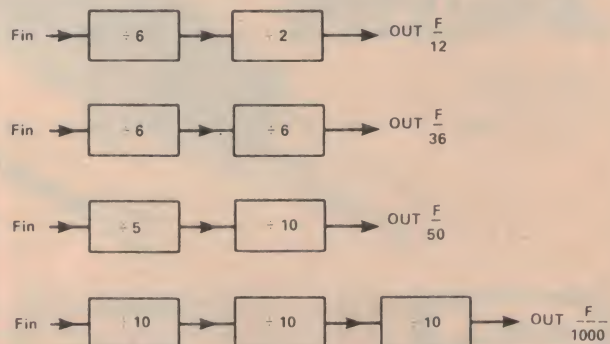 Fin ÷ 6 ÷ 2 OUT F/12
Fin ÷ 6 ÷ 6 OUT F/36
Fin ÷ 5 ÷ 10 OUT F/50
Fin ÷ 10 ÷ 10 ÷ 10 OUT F/1000